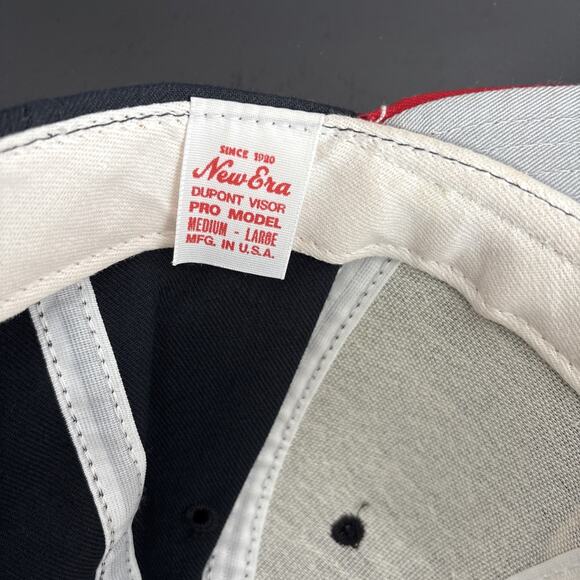 SINCE 1920
New Era
DUPONT VISOR
PRO MODEL
MEDIUM - LARGE
MFG. IN U.S.A.